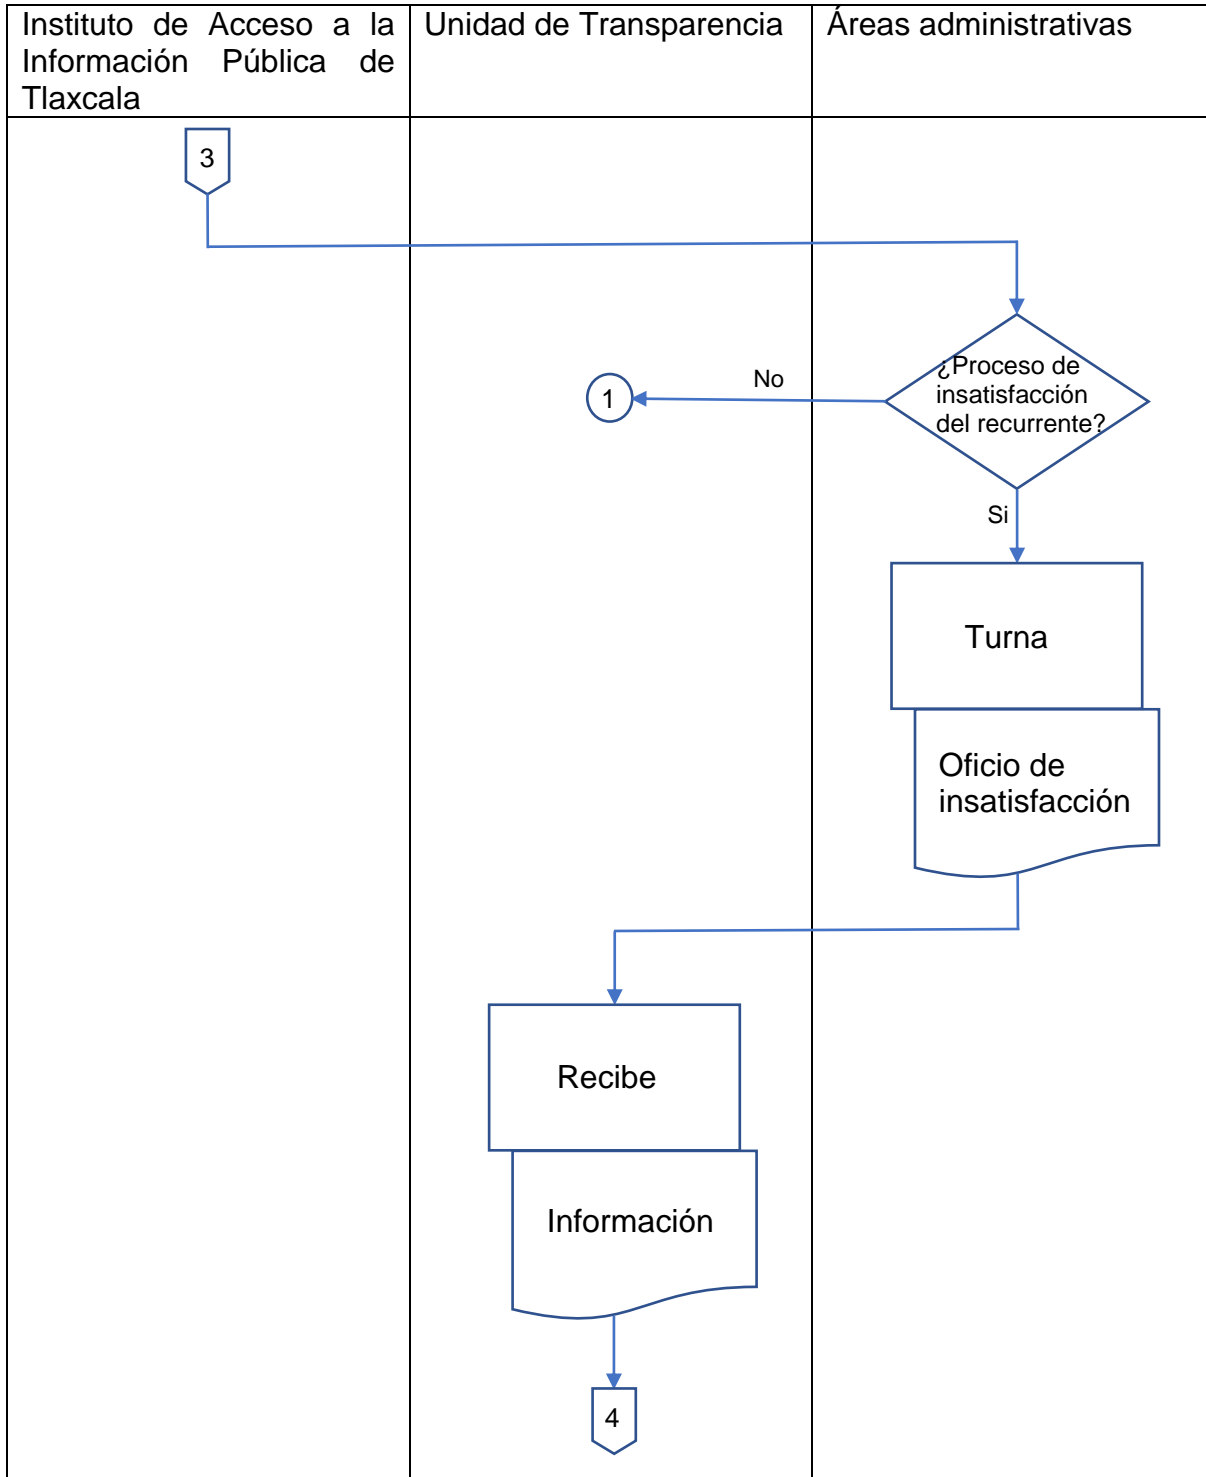 Instituto de Acceso a la
Información Pública de
Tlaxcala
Unidad de Transparencia
Áreas administrativas
3
¿Proceso de
insatisfacción
del recurrente?
No
1
Si
Turna
Oficio de
insatisfacción
Recibe
Información
4